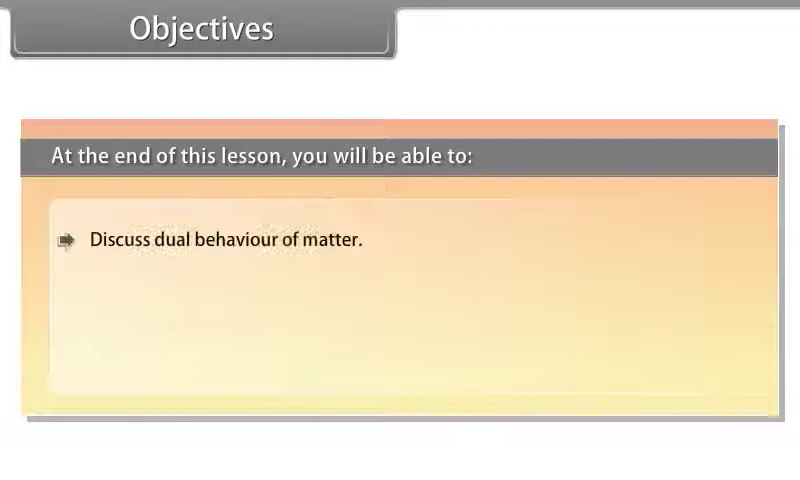 Objectives
At the end of this lesson, you will be able to:
Discuss dual behaviour of matter.